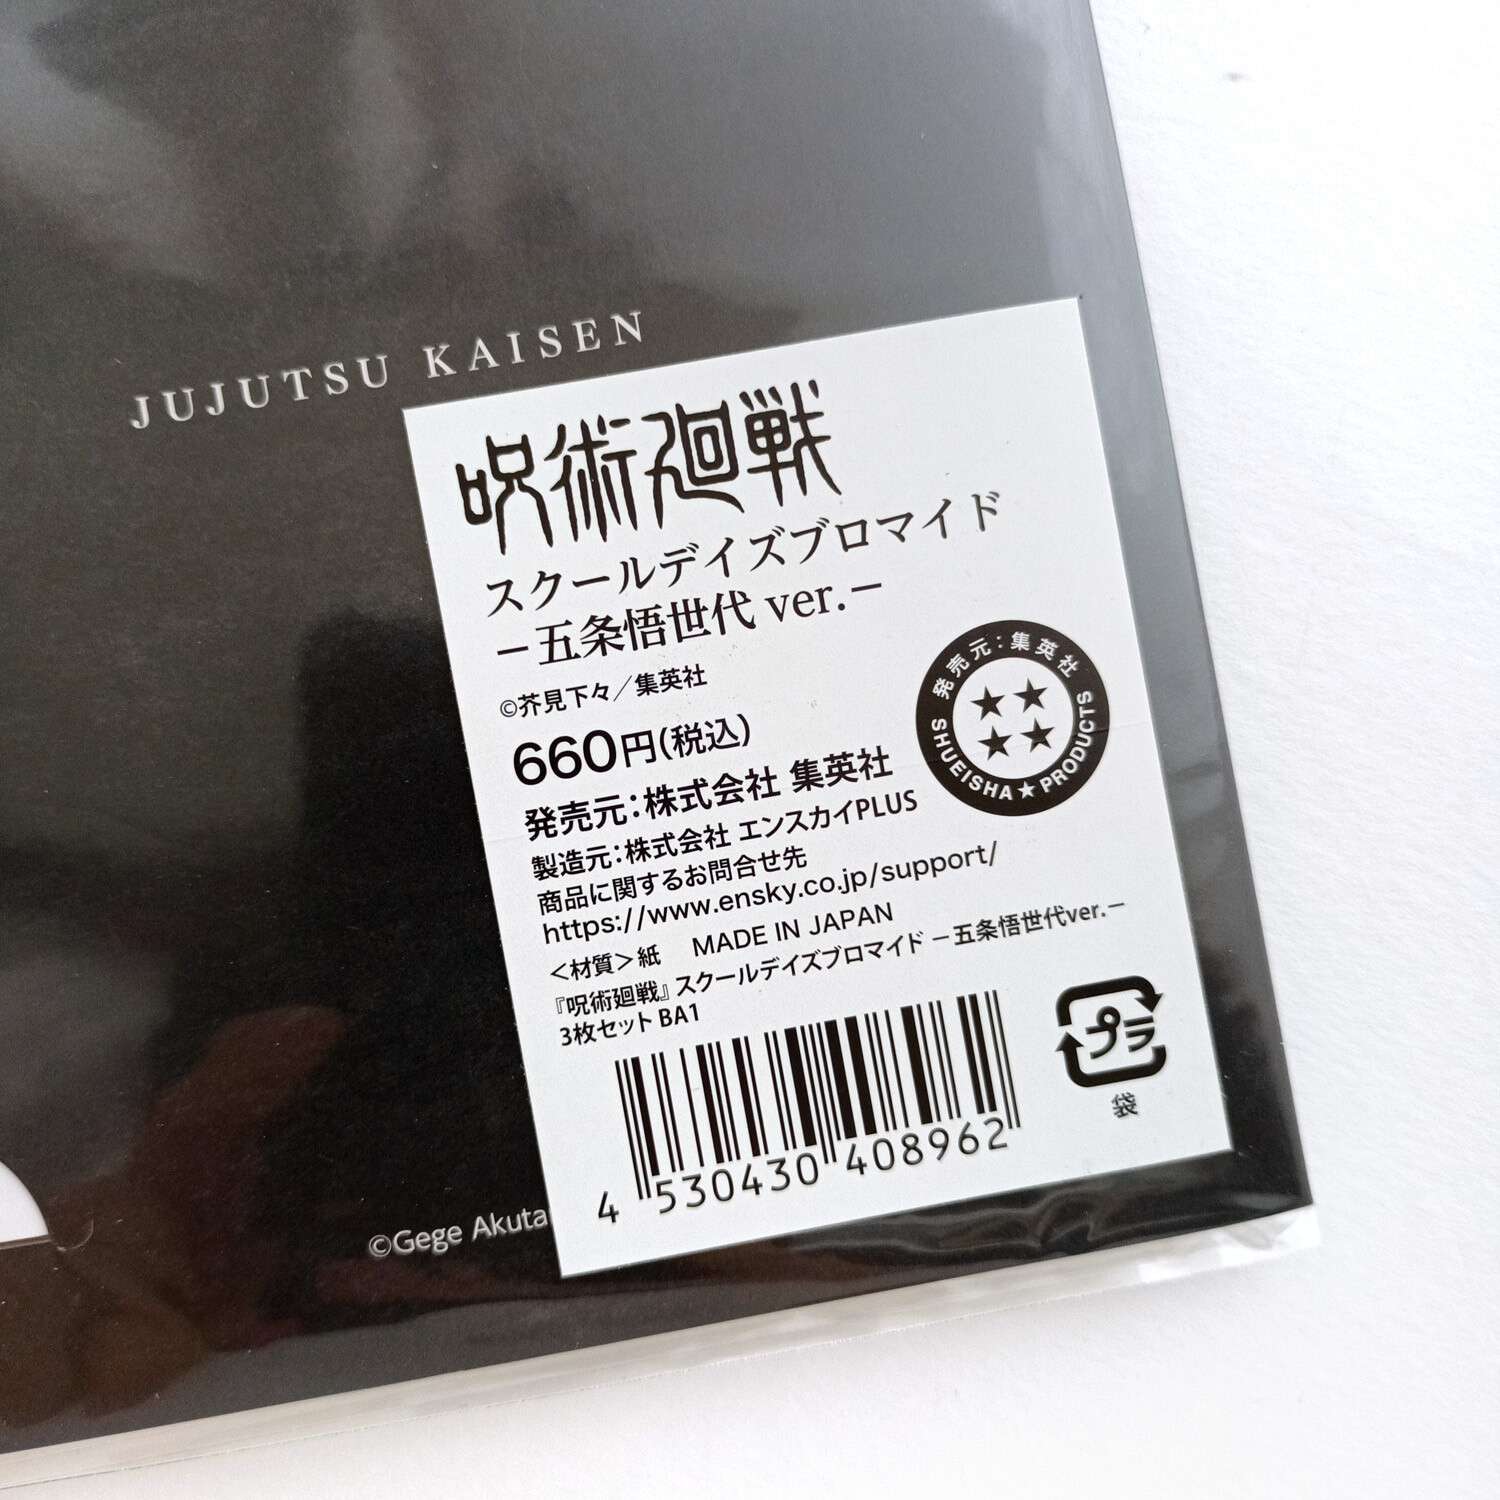 JUJUTSU KAISEN
呪術廻戦
スクールデイズブロマイド
－五条悟世代 ver.－
©芥見下々／集英社
660円(税込)
発売元：株式会社 集英社
製造元：株式会社 エンスカイPLUS
商品に関するお問合せ先
https://www.ensky.co.jp/support/
＜材質＞紙 MADE IN JAPAN
『呪術廻戦』スクールデイズブロマイド －五条悟世代ver.－
3枚セット BA1
4 530430 408962
発売元：集英社
SHUEISHA★PRODUCTS
プラ
袋
©Gege Akuta